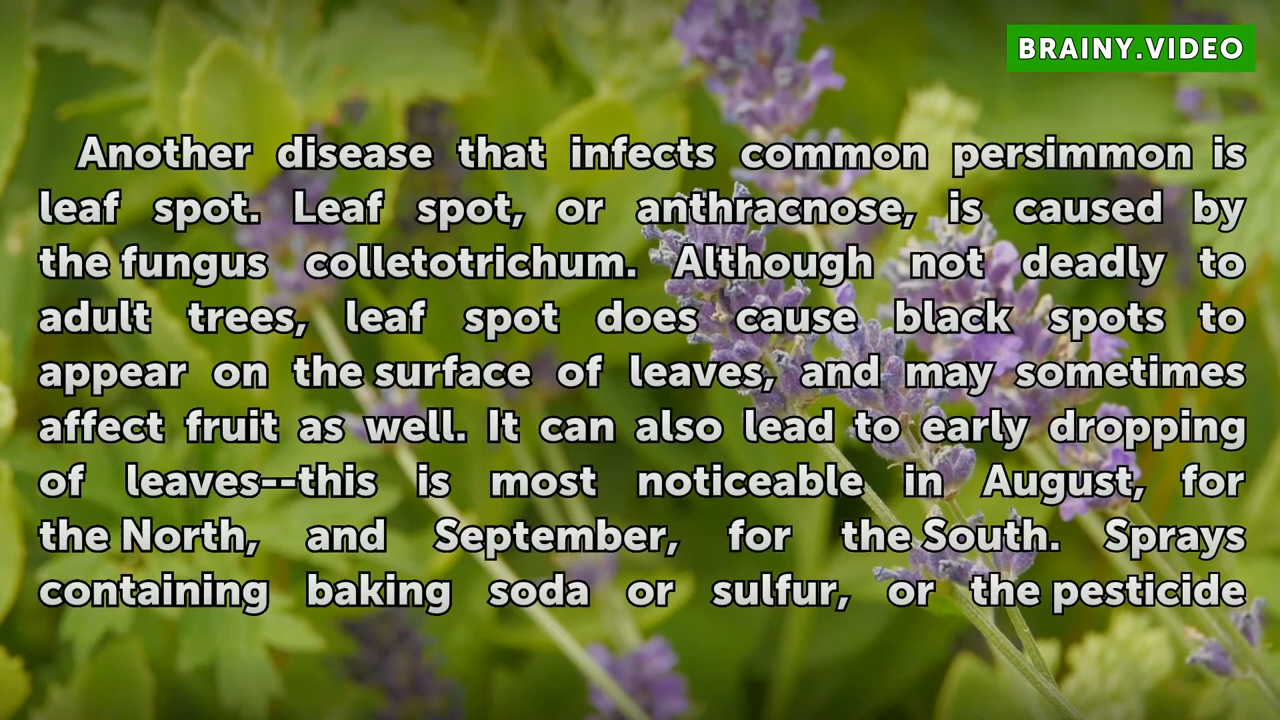 BRAINY.VIDEO
Another disease that infects common persimmon is
leaf spot. Leaf spot, or anthracnose, is caused by
the fungus colletotrichum. Although not deadly to
adult trees, leaf spot does cause black spots to
appear on the surface of leaves, and may sometimes
affect fruit as well. It can also lead to early dropping
of leaves--this is most noticeable in August, for
the North, and September, for the South. Sprays
containing baking soda or sulfur, or the pesticide